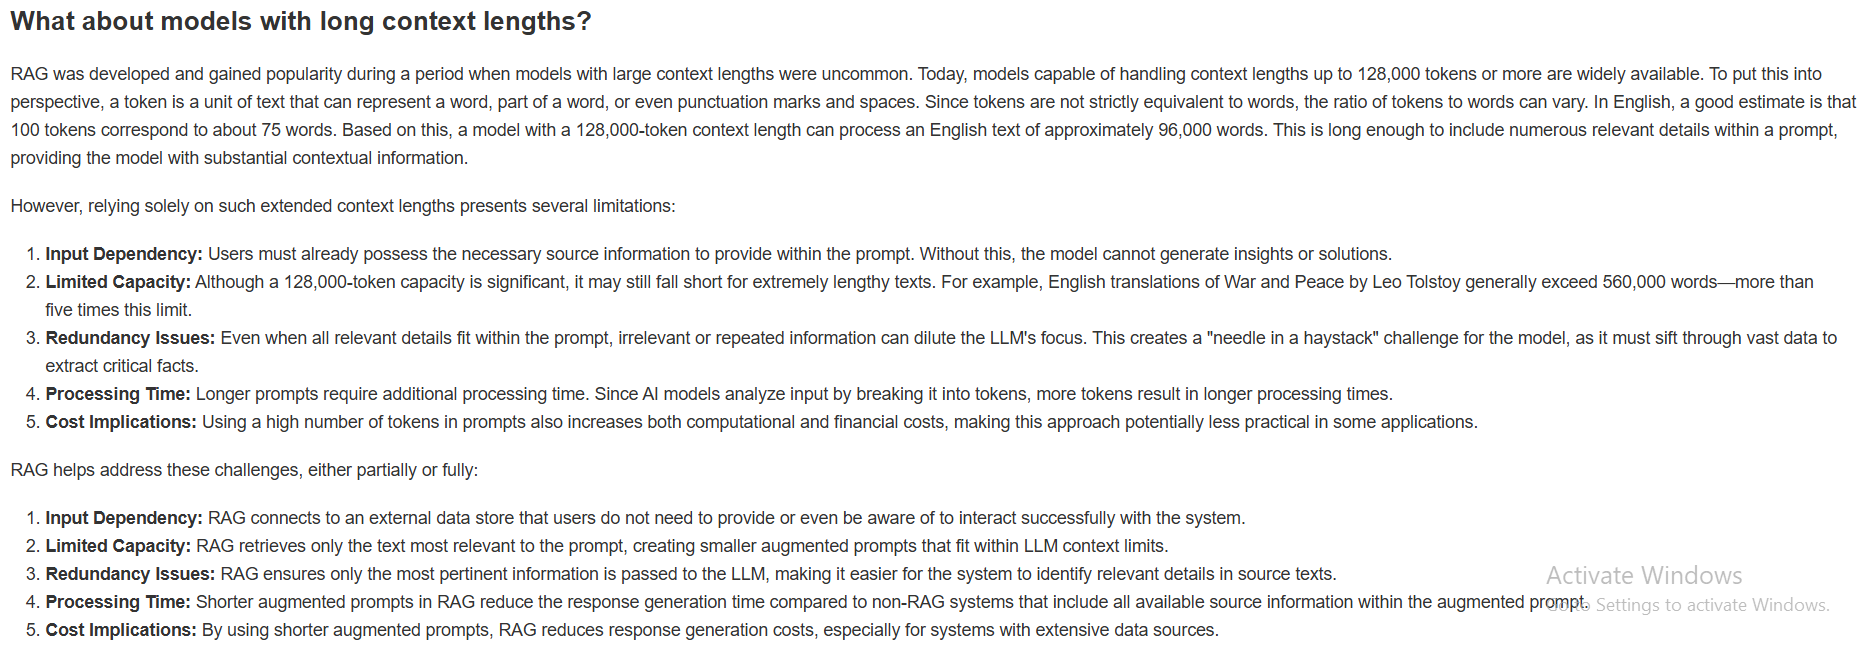 What about models with long context lengths?
RAG was developed and gained popularity during a period when models with large context lengths were uncommon. Today, models capable of handling context lengths up to 128,000 tokens or more are widely available. To put this into
perspective, a token is a unit of text that can represent a word, part of a word, or even punctuation marks and spaces. Since tokens are not strictly equivalent to words, the ratio of tokens to words can vary. In English, a good estimate is that
100 tokens correspond to about 75 words. Based on this, a model with a 128,000-token context length can process an English text of approximately 96,000 words. This is long enough to include numerous relevant details within a prompt,
providing the model with substantial contextual information.
However, relying solely on such extended context lengths presents several limitations:
1. Input Dependency: Users must already possess the necessary source information to provide within the prompt. Without this, the model cannot generate insights or solutions.
2. Limited Capacity: Although a 128,000-token capacity is significant, it may still fall short for extremely lengthy texts. For example, English translations of War and Peace by Leo Tolstoy generally exceed 560,000 words—more than
five times this limit.
3. Redundancy Issues: Even when all relevant details fit within the prompt, irrelevant or repeated information can dilute the LLM's focus. This creates a "needle in a haystack" challenge for the model, as it must sift through vast data to
extract critical facts.
4. Processing Time: Longer prompts require additional processing time. Since AI models analyze input by breaking it into tokens, more tokens result in longer processing times.
5. Cost Implications: Using a high number of tokens in prompts also increases both computational and financial costs, making this approach potentially less practical in some applications.
RAG helps address these challenges, either partially or fully:
1. Input Dependency: RAG connects to an external data store that users do not need to provide or even be aware of to interact successfully with the system.
2. Limited Capacity: RAG retrieves only the text most relevant to the prompt, creating smaller augmented prompts that fit within LLM context limits.
3. Redundancy Issues: RAG ensures only the most pertinent information is passed to the LLM, making it easier for the system to identify relevant details in source texts.
Activate Windows
4. Processing Time: Shorter augmented prompts in RAG reduce the response generation time compared to non-RAG systems that include all available source information within the augmented prompt.
Go to Settings to activate Windows.
5. Cost Implications: By using shorter augmented prompts, RAG reduces response generation costs, especially for systems with extensive data sources.